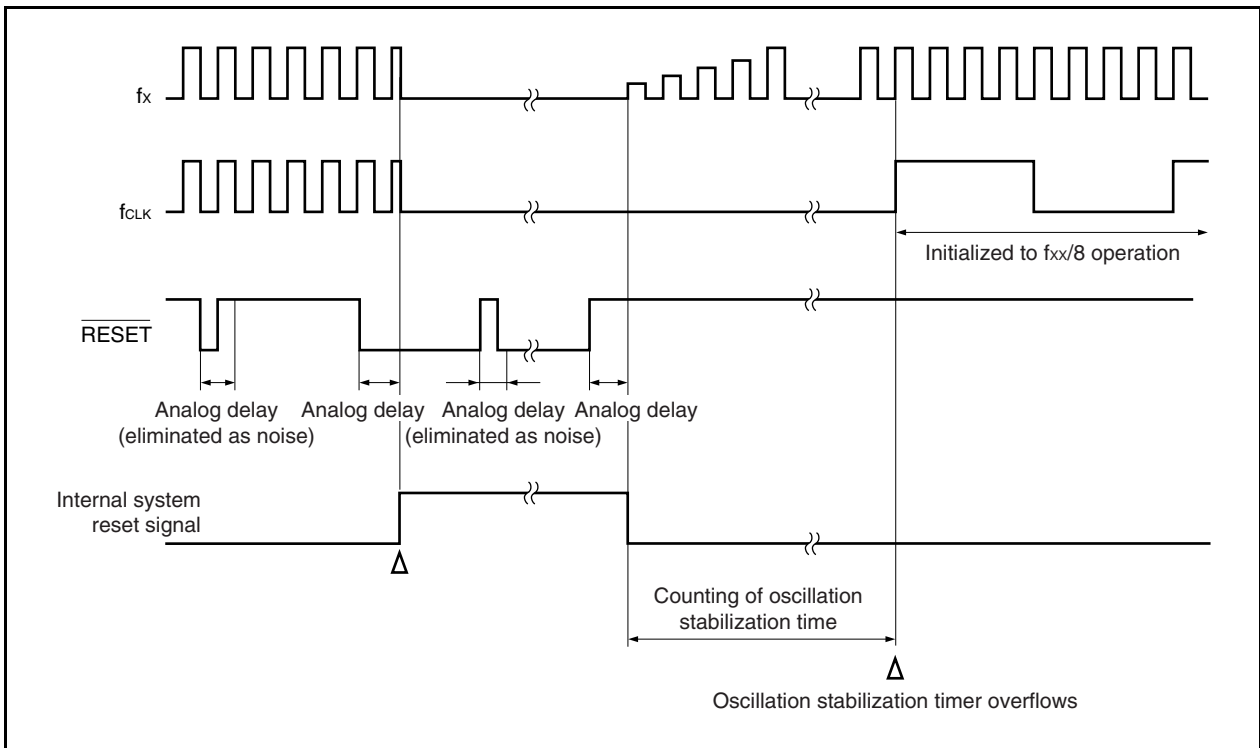 fX
fCLK
Initialized to fXX/8 operation
RESET
Analog delay
(eliminated as noise)
Analog delay
Analog delay
(eliminated as noise)
Analog delay
Internal system
reset signal
Counting of oscillation
stabilization time
Oscillation stabilization timer overflows